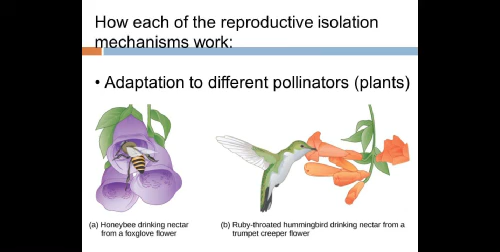 How each of the reproductive isolation
mechanisms work:
• Adaptation to different pollinators (plants)
(a) Honeybee drinking nectar
from a foxglove flower
(b) Ruby-throated hummingbird drinking nectar from a
trumpet creeper flower